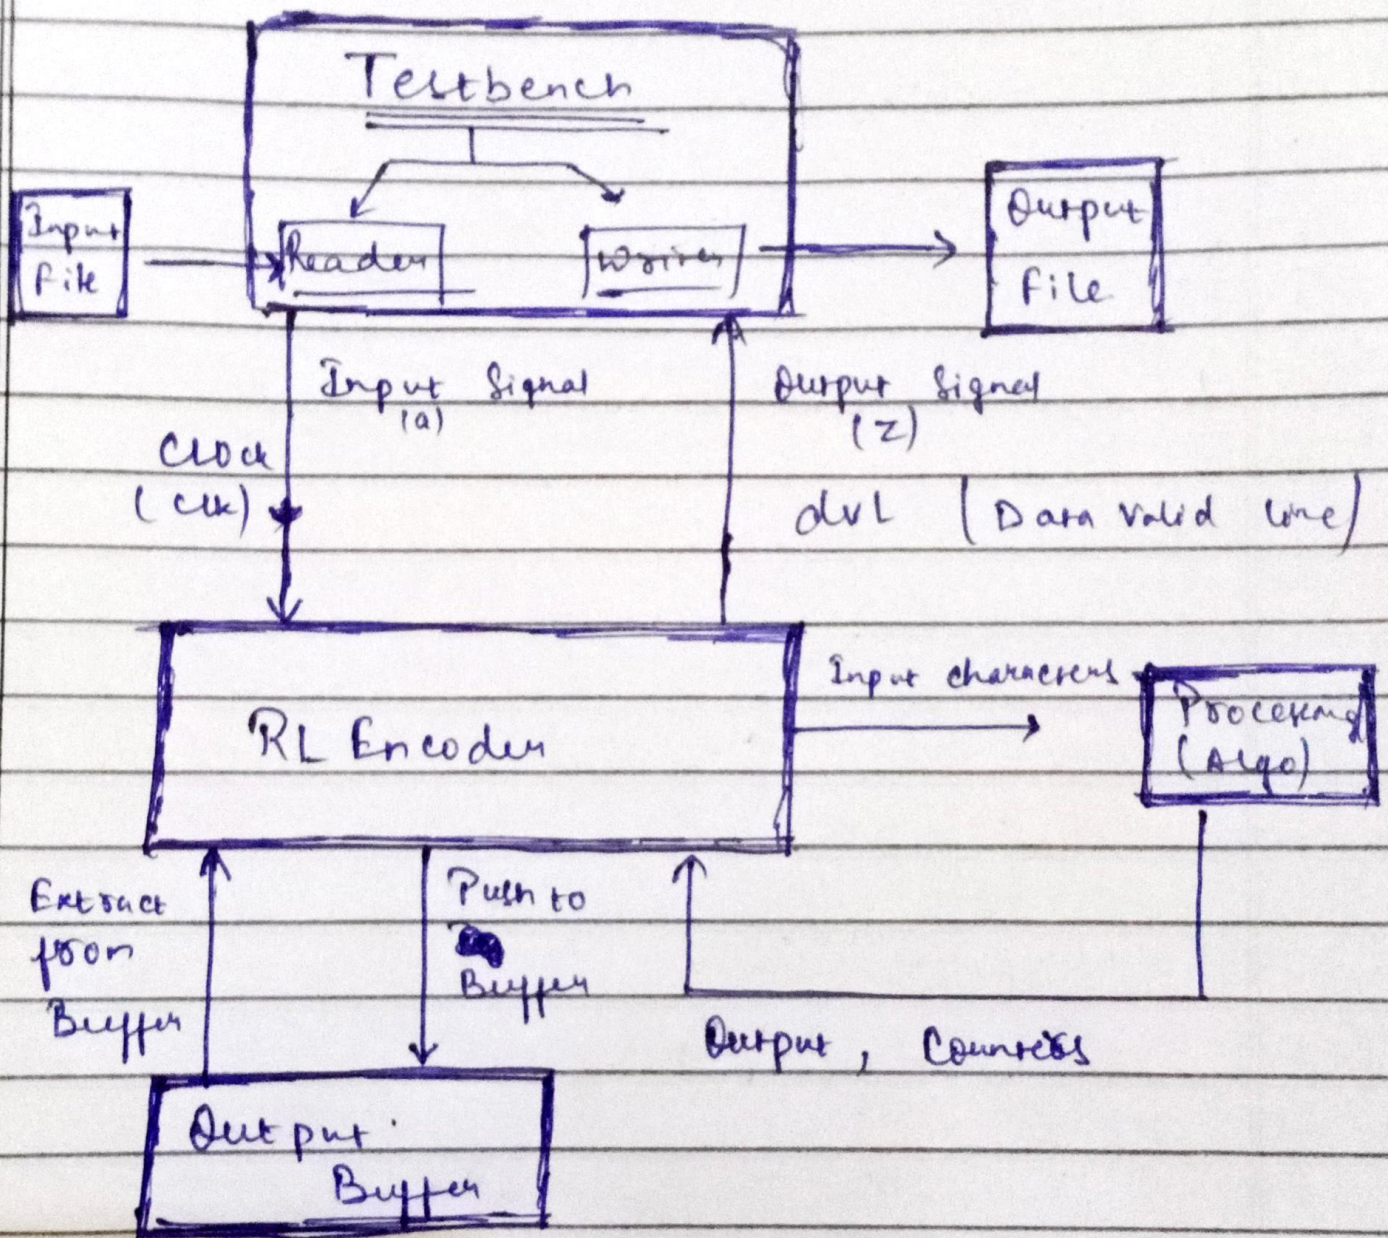 Testbench
Input
File
Reader
Writer
Output
File
Input Signal
(a)
Output Signal
(Z)
Clock
(Clk)
dvl (Data Valid line)
RL Encoder
Input characters
Processing
(Algo)
Extract
from
Buffer
Push to
Buffer
Output, Counters
Output
Buffer